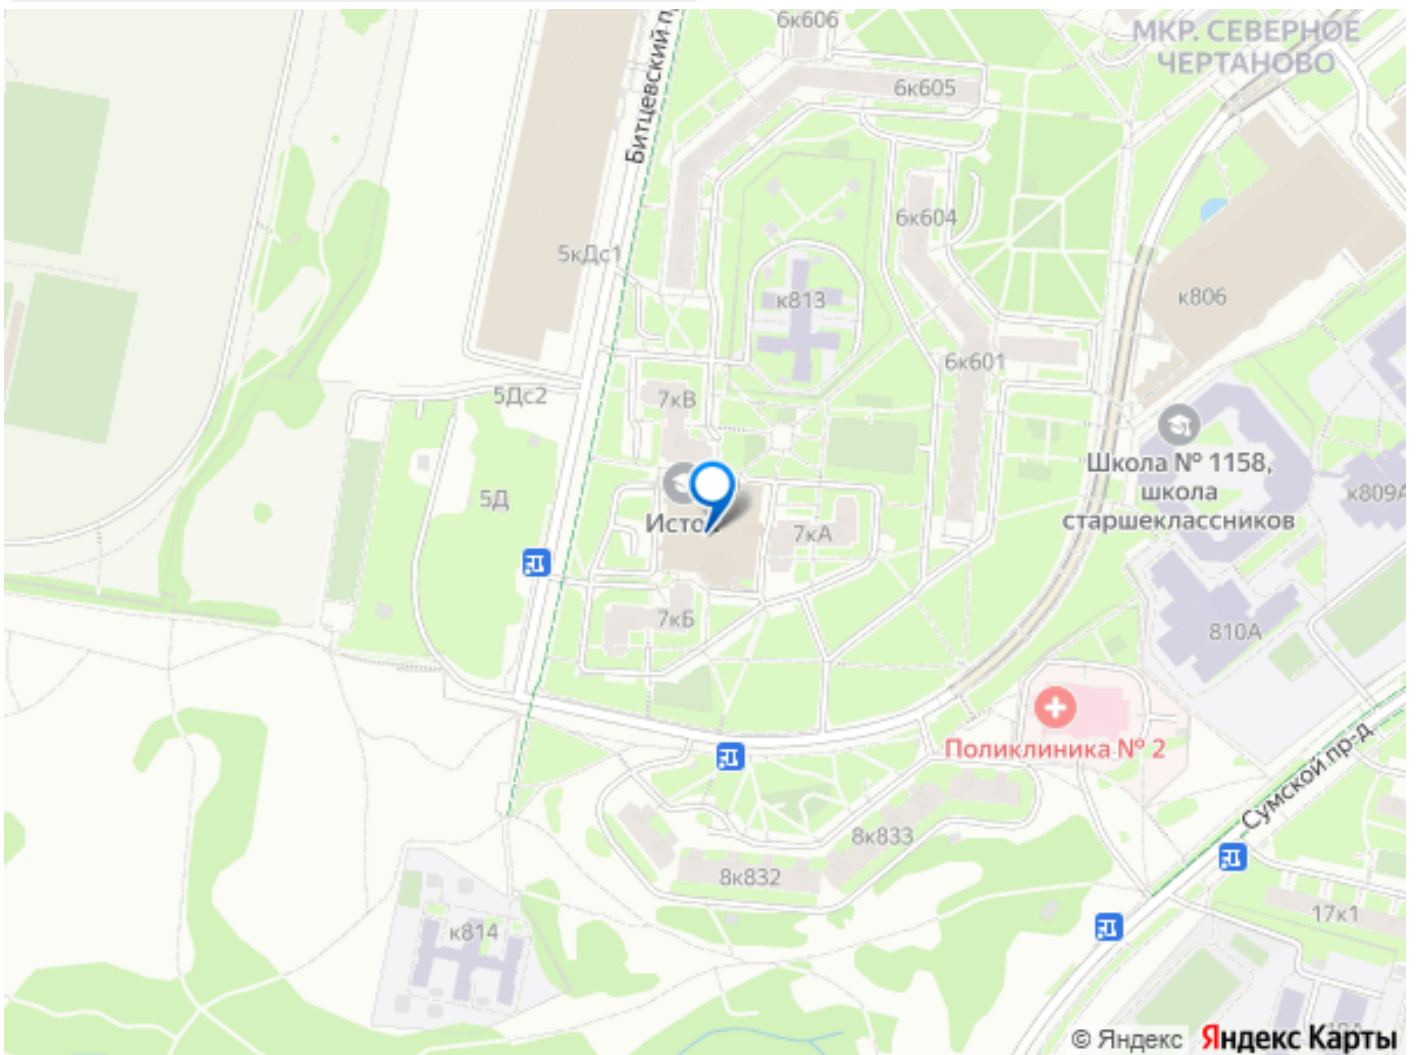 6к606
МКР. СЕВЕРНОЕ
ЧЕРТАНОВО
6к605
Битцевский п
6к604
5кДс1
к813
к806
6к601
5Дс2
7кВ
Школа № 1158,
школа
старшеклассников
к809А
5Д
Исто
7кА
7кБ
810А
Поликлиника № 2
Сумской пр-д
8к833
8к832
17к1
к814
© Яндекс Яндекс Карты